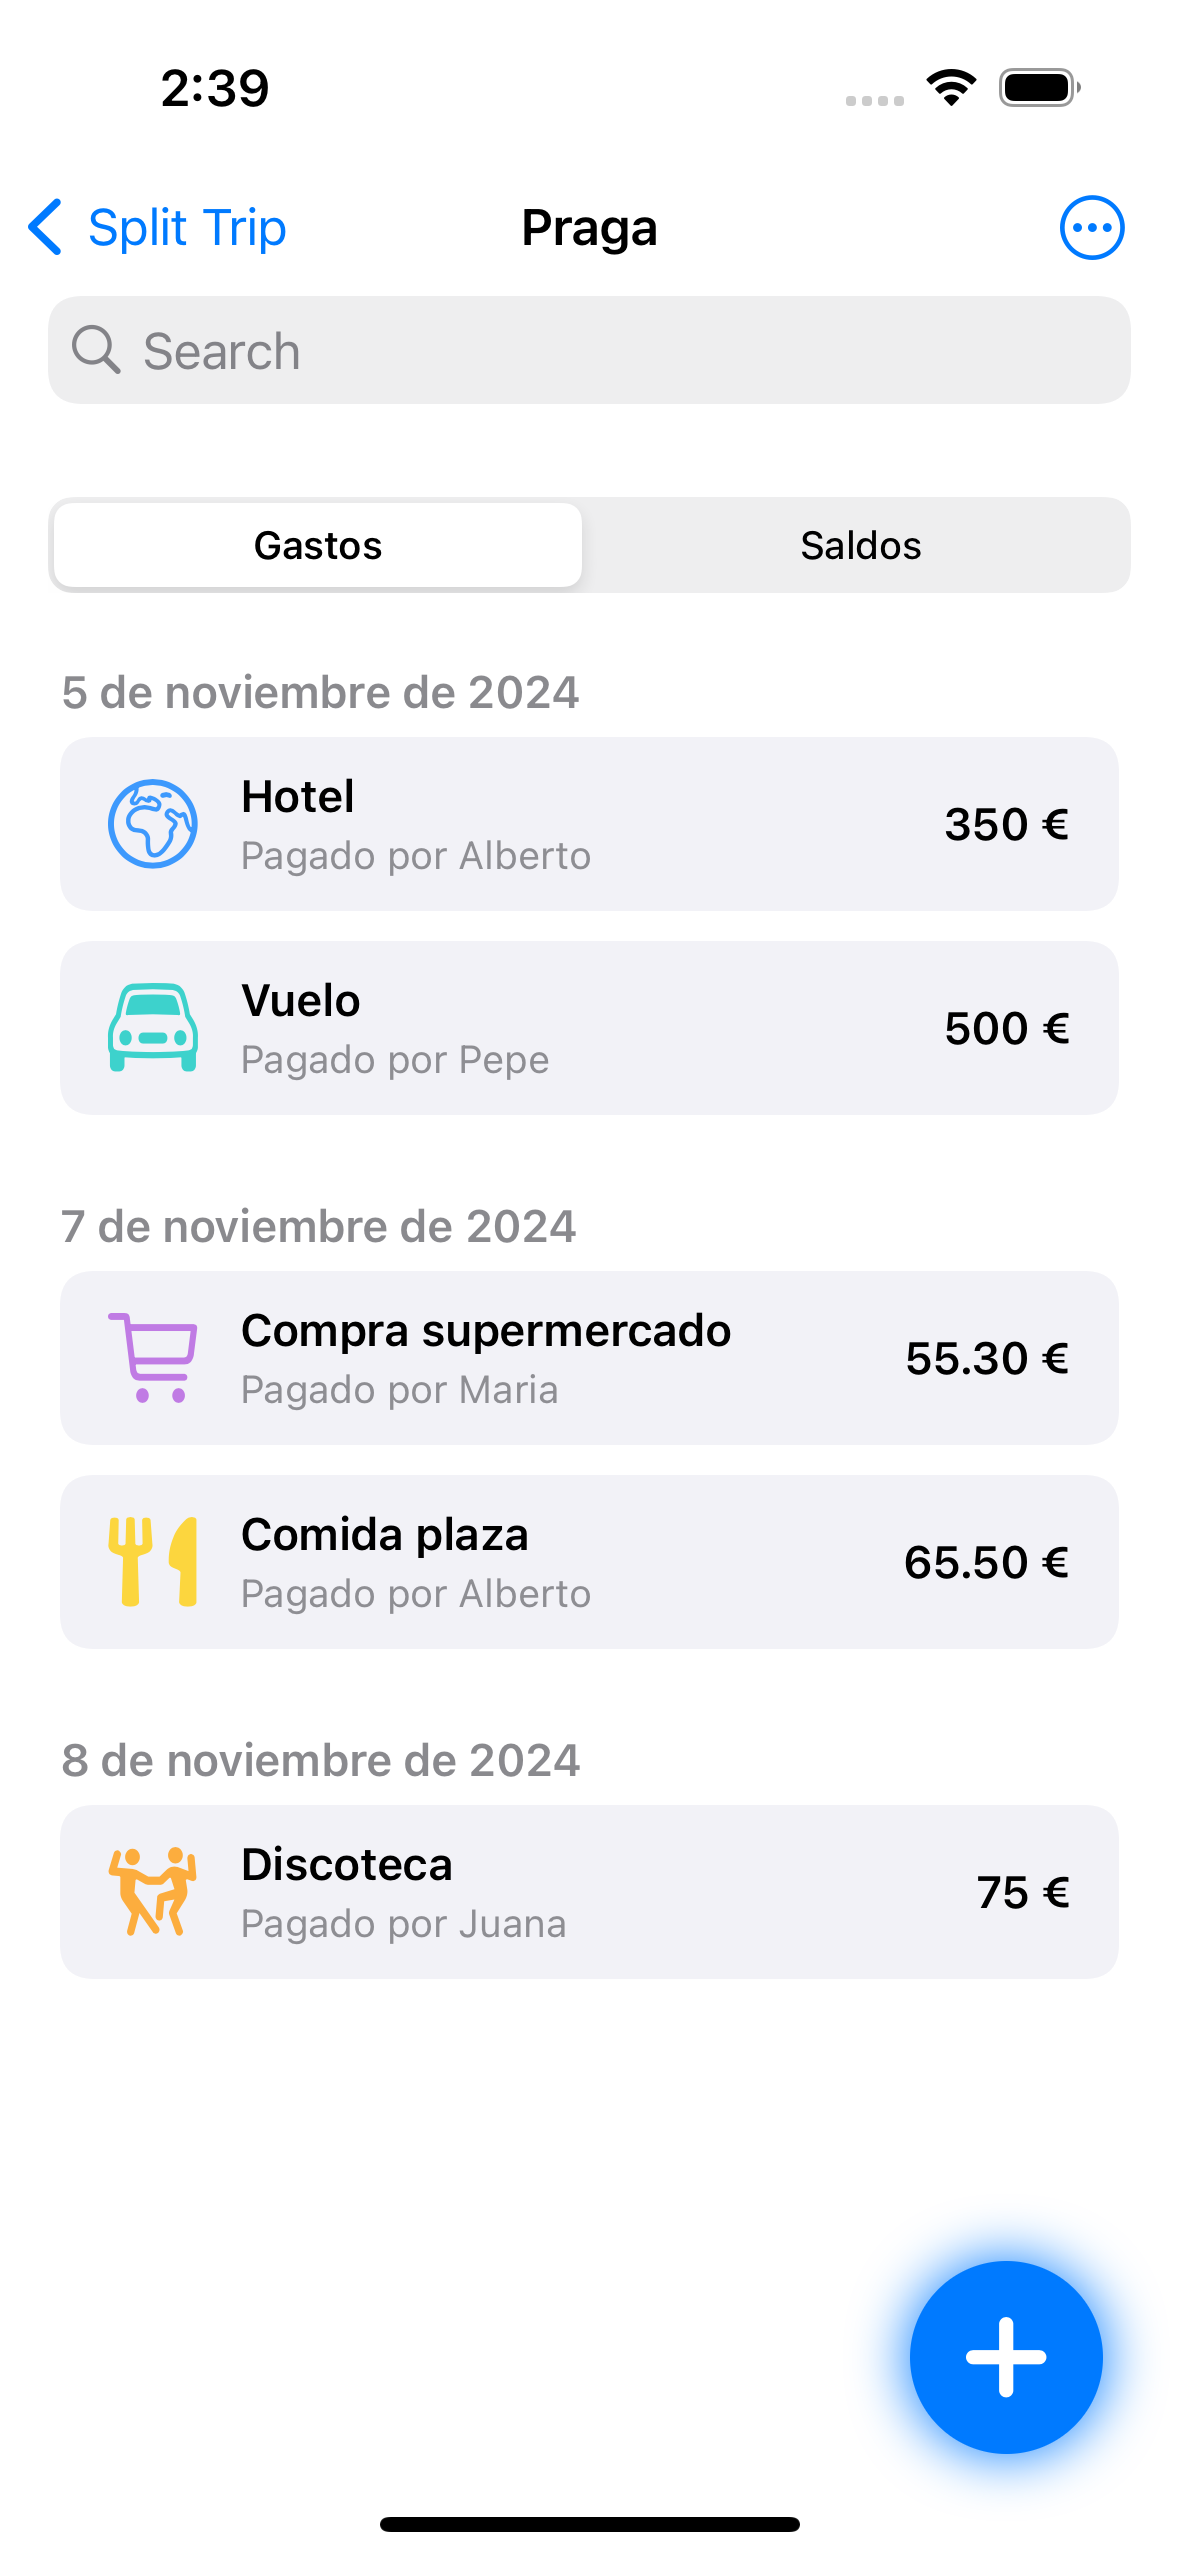 2:39
Split Trip
Praga
Search
Gastos
Saldos
5 de noviembre de 2024
Hotel
Pagado por Alberto
350 €
Vuelo
Pagado por Pepe
500 €
7 de noviembre de 2024
Compra supermercado
Pagado por Maria
55.30 €
Comida plaza
Pagado por Alberto
65.50 €
8 de noviembre de 2024
Discoteca
Pagado por Juana
75 €